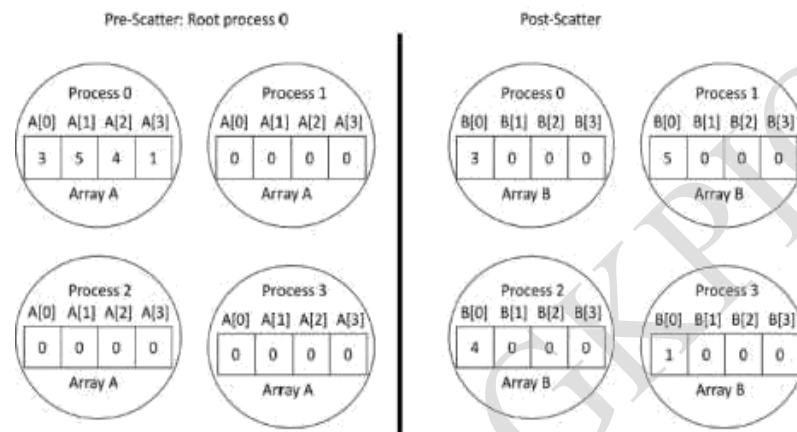 Pre-Scatter: Root process 0
Post-Scatter
Process 0
A[0] A[1] A[2] A[3]
3 5 4 1
Array A
Process 1
A[0] A[1] A[2] A[3]
0 0 0 0
Array A
Process 0
B[0] B[1] B[2] B[3]
3 0 0 0
Array B
Process 1
B[0] B[1] B[2] B[3]
5 0 0 0
Array B
Process 2
A[0] A[1] A[2] A[3]
0 0 0 0
Array A
Process 3
A[0] A[1] A[2] A[3]
0 0 0 0
Array A
Process 2
B[0] B[1] B[2] B[3]
4 0 0 0
Array B
Process 3
B[0] B[1] B[2] B[3]
1 0 0 0
Array B